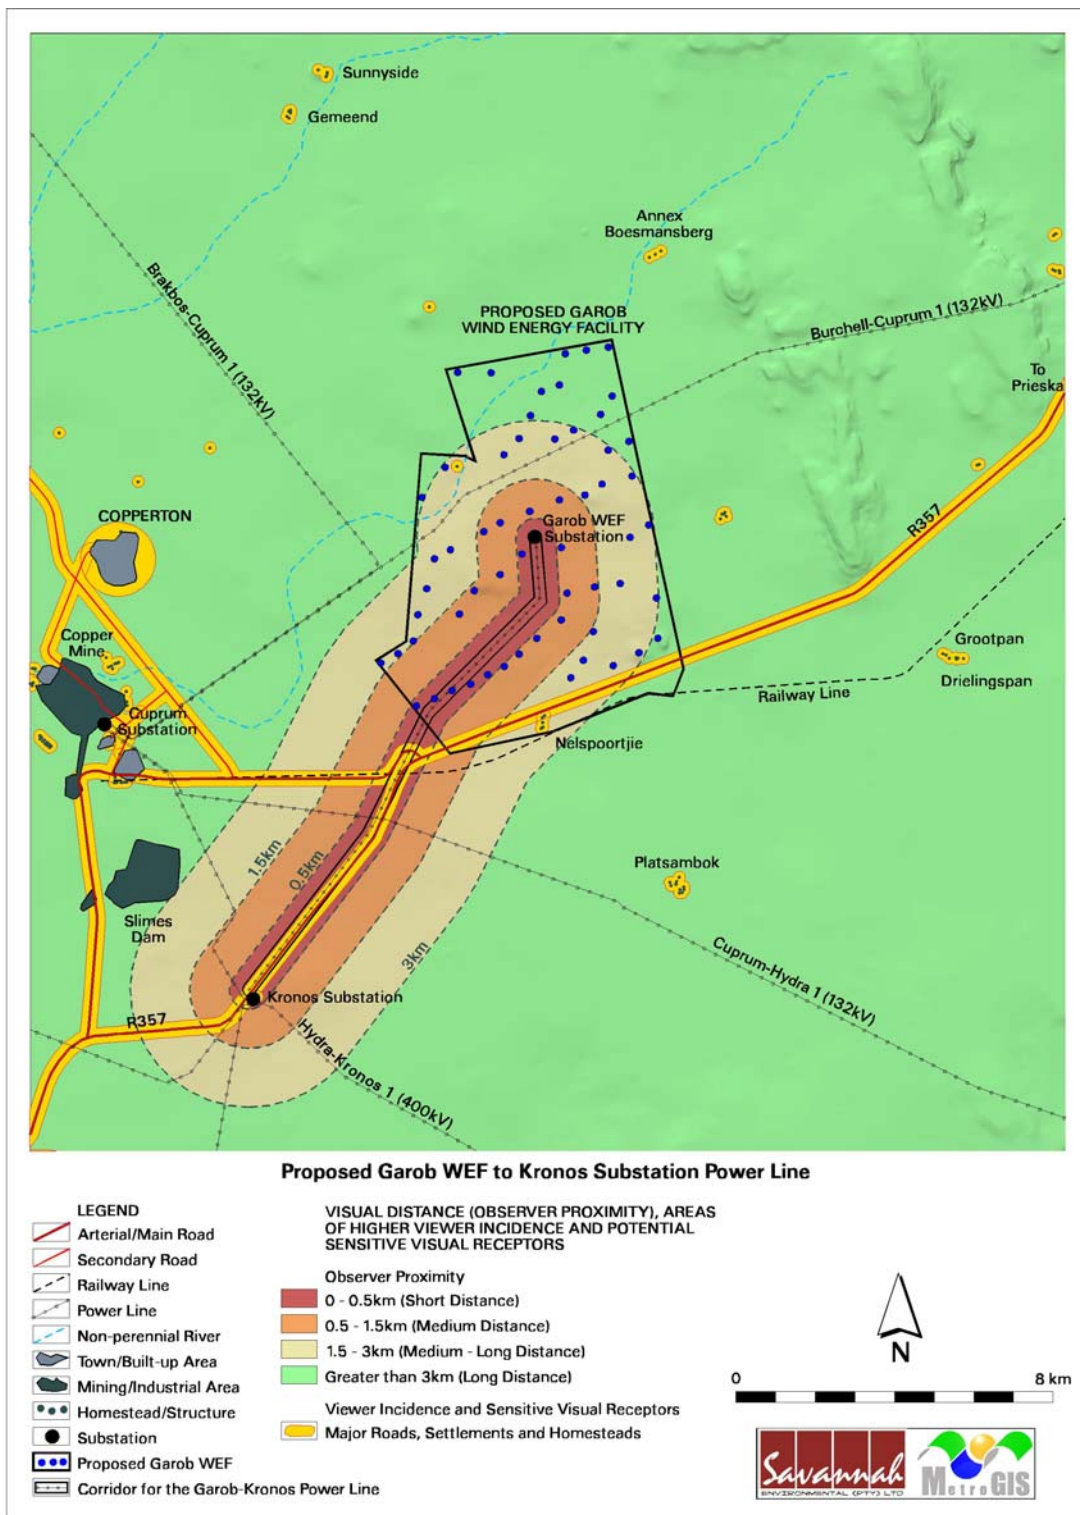 Sunnyside
Gemeend
Annex
Boesmansberg
Brakbos-Cuprum 1 (132kV)
PROPOSED GAROB
WIND ENERGY FACILITY
Burchell-Cuprum 1 (132kV)
To
Prieska
COPPERTON
Garob WEF
Substation
R357
Copper
Mine
Cuprum
Substation
Grootpan
Drielingspan
Railway Line
Nelspoortjie
1.5km
0.5km
3km
Platsambok
Slimes
Dam
Cuprum-Hydra 1 (132kV)
Kronos Substation
R357
Hydra-Kronos 1 (400kV)
Proposed Garob WEF to Kronos Substation Power Line
LEGEND
Arterial/Main Road
Secondary Road
Railway Line
Power Line
Non-perennial River
Town/Built-up Area
Mining/Industrial Area
Homestead/Structure
Substation
Proposed Garob WEF
Corridor for the Garob-Kronos Power Line
VISUAL DISTANCE (OBSERVER PROXIMITY), AREAS
OF HIGHER VIEWER INCIDENCE AND POTENTIAL
SENSITIVE VISUAL RECEPTORS
Observer Proximity
0 - 0.5km (Short Distance)
0.5 - 1.5km (Medium Distance)
1.5 - 3km (Medium - Long Distance)
Greater than 3km (Long Distance)
Viewer Incidence and Sensitive Visual Receptors
Major Roads, Settlements and Homesteads
N
0 8 km
Savannah
ENVIRONMENTAL (PTY) LTD
MetroGIS